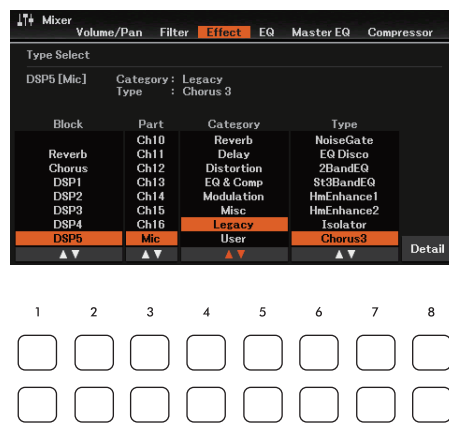 Mixer
Volume/Pan Filter Effect EQ Master EQ Compressor
Type Select
DSP5 [Mic] Category : Legacy
Type : Chorus 3
Block Part Category Type
Ch10 Reverb NoiseGate
Reverb Ch11 Delay EQ Disco
Chorus Ch12 Distortion 2BandEQ
DSP1 Ch13 EQ & Comp St3BandEQ
DSP2 Ch14 Modulation HmEnhance1
DSP3 Ch15 Misc HmEnhance2
DSP4 Ch16 Legacy Isolator
DSP5 Mic User Chorus3
Detail
1 2 3 4 5 6 7 8